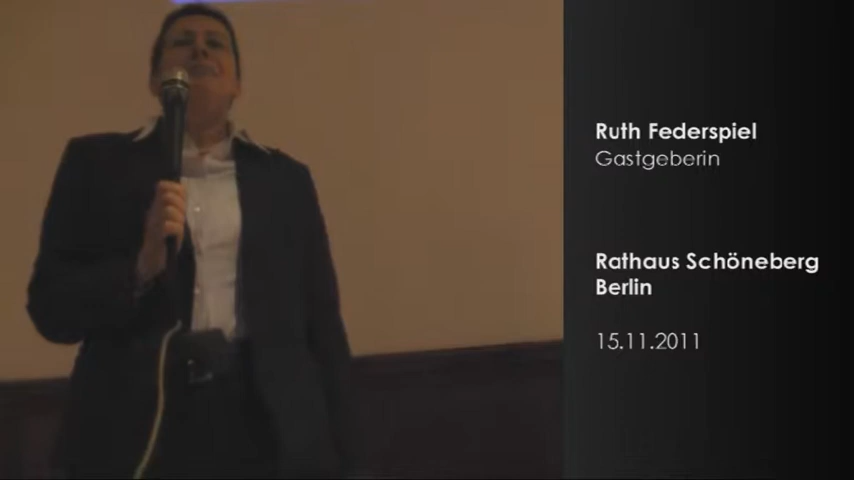 Ruth Federspiel
Gastgeberin
Rathaus Schöneberg
Berlin
15.11.2011